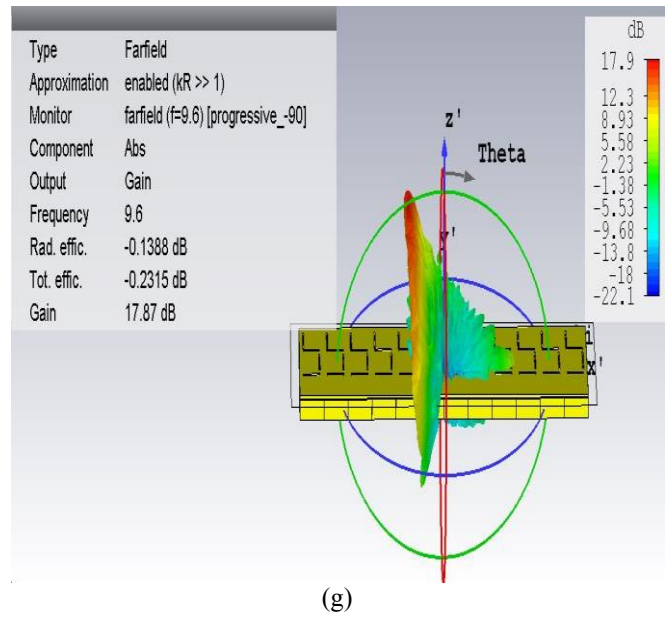 Type Farfield
Approximation enabled (kR >> 1)
Monitor farfield (f=9.6) [progressive_-90]
Component Abs
Output Gain
Frequency 9.6
Rad. effic. -0.1388 dB
Tot. effic. -0.2315 dB
Gain 17.87 dB
z'
Theta
y'
x'
dB
17.9
12.3
8.93
5.58
2.23
-1.38
-5.53
-9.68
-13.8
-18
-22.1
(g)